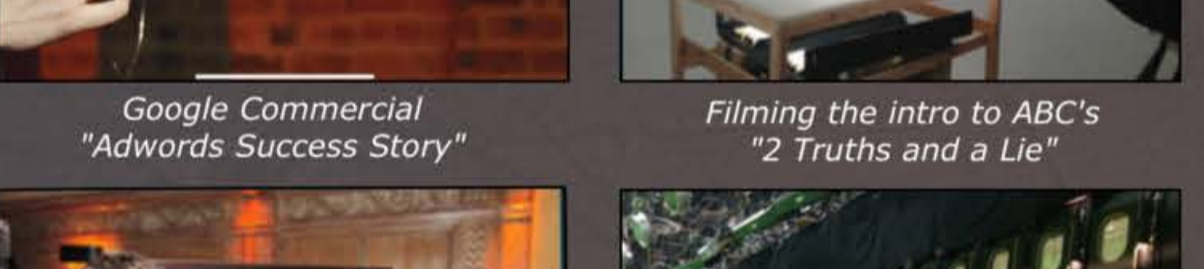 Google Commercial
"Adwords Success Story"
Filming the intro to ABC's
"2 Truths and a Lie"